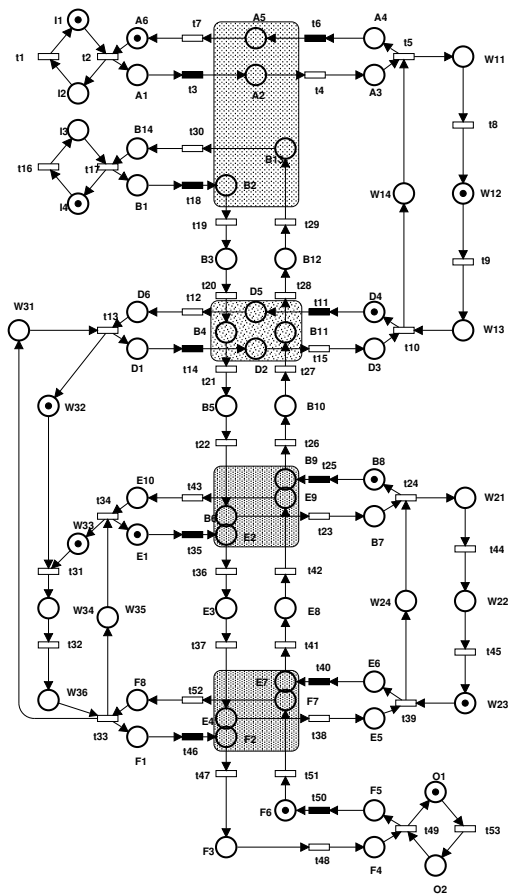 I1 A6 t7 A5 t6 A4
t5
t1 t2 W11
I2 A1 t3 A2 t4 A3
t8
I3 B14 t30
B13
t16 t17 W14 W12
I4 B1 t18 B2
t19 t29
B3 B12 t9
t20 t28
D6 t12 D5 t11 D4
W31 t13 B4 B11 W13
t10
D1 t14 D2 t15 D3
t21 t27
W32 B5 B10
t22 t26
B9 t25 B8
E10 t43 t24
t34 E9 W21
W33 B6
E1 t35 E2 t23 B7
t44
t31 t36 t42
W34 W35 E3 E8 W24 W22
t32 t37 t41 t45
E7 t40 E6
W36 F8 t52 F7 W23
E4 t39
t33 F1 t46 F2 t38 E5
t47 t51
O1
F6 t50 F5
t49 t53
F3 t48 F4
O2